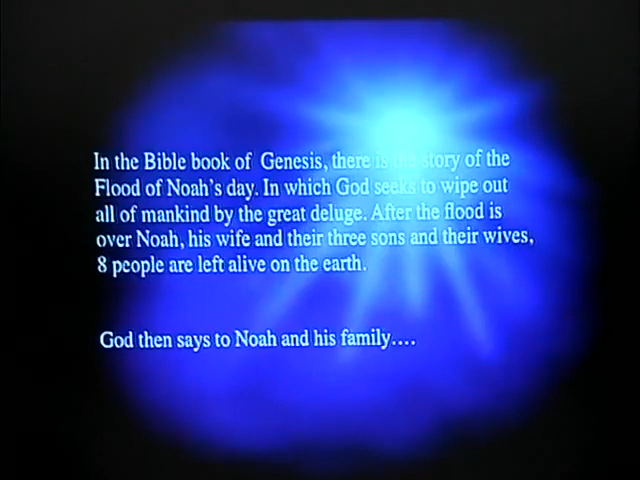 In the Bible book of Genesis, there is the story of the
Flood of Noah's day. In which God seeks to wipe out
all of mankind by the great deluge. After the flood is
over Noah, his wife and their three sons and their wives,
8 people are left alive on the earth.
God then says to Noah and his family....